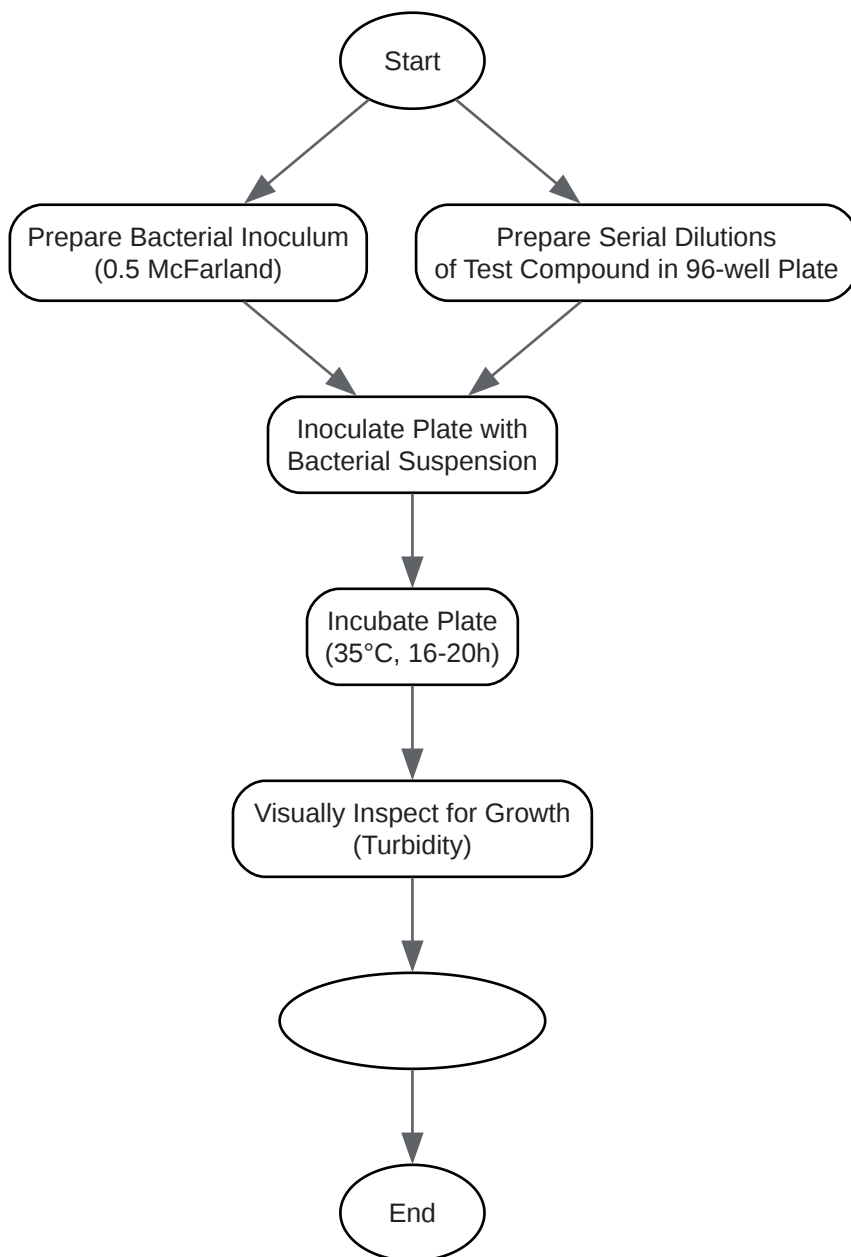 Start
Prepare Bacterial Inoculum
(0.5 McFarland)
Prepare Serial Dilutions
of Test Compound in 96-well Plate
Inoculate Plate with
Bacterial Suspension
Incubate Plate
(35°C, 16-20h)
Visually Inspect for Growth
(Turbidity)
End